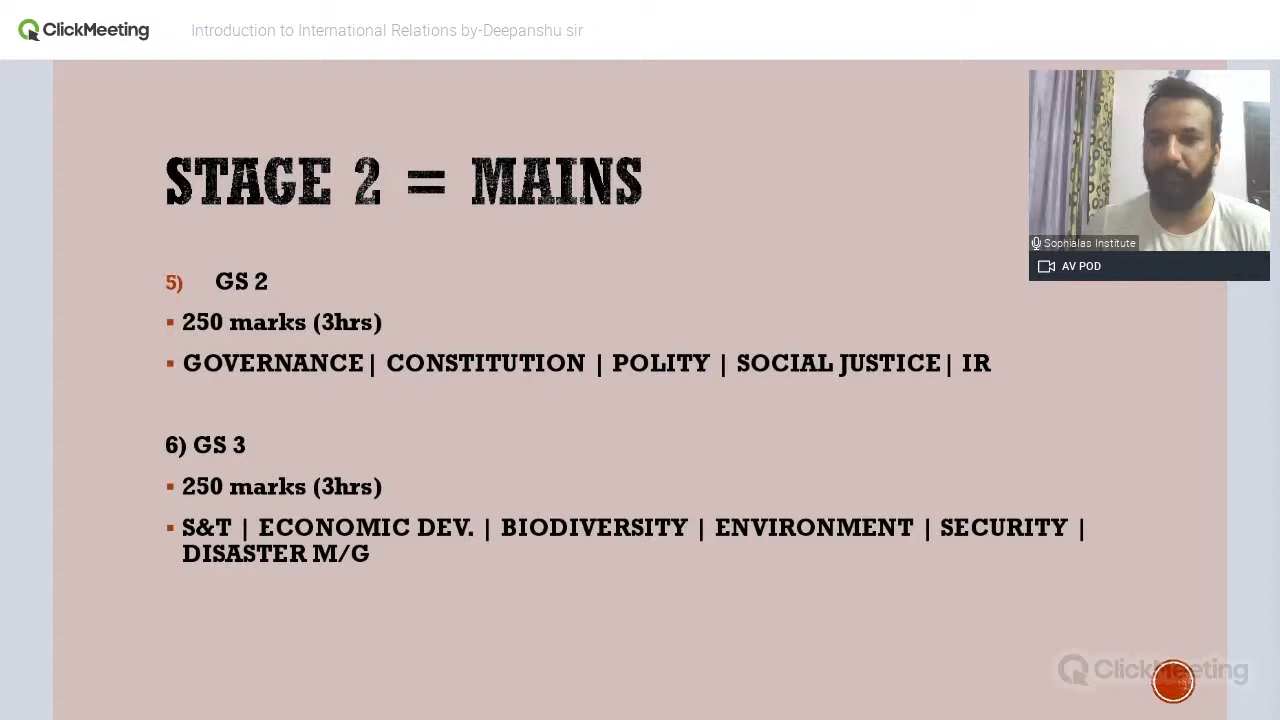 ClickMeeting
Introduction to International Relations by-Deepanshu sir
STAGE 2 = MAINS
5) GS 2
▪ 250 marks (3hrs)
▪ GOVERNANCE| CONSTITUTION | POLITY | SOCIAL JUSTICE| IR
6) GS 3
▪ 250 marks (3hrs)
▪ S&T | ECONOMIC DEV. | BIODIVERSITY | ENVIRONMENT | SECURITY |
DISASTER M/G
SophiaIas Institute
AV POD
ClickMeeting